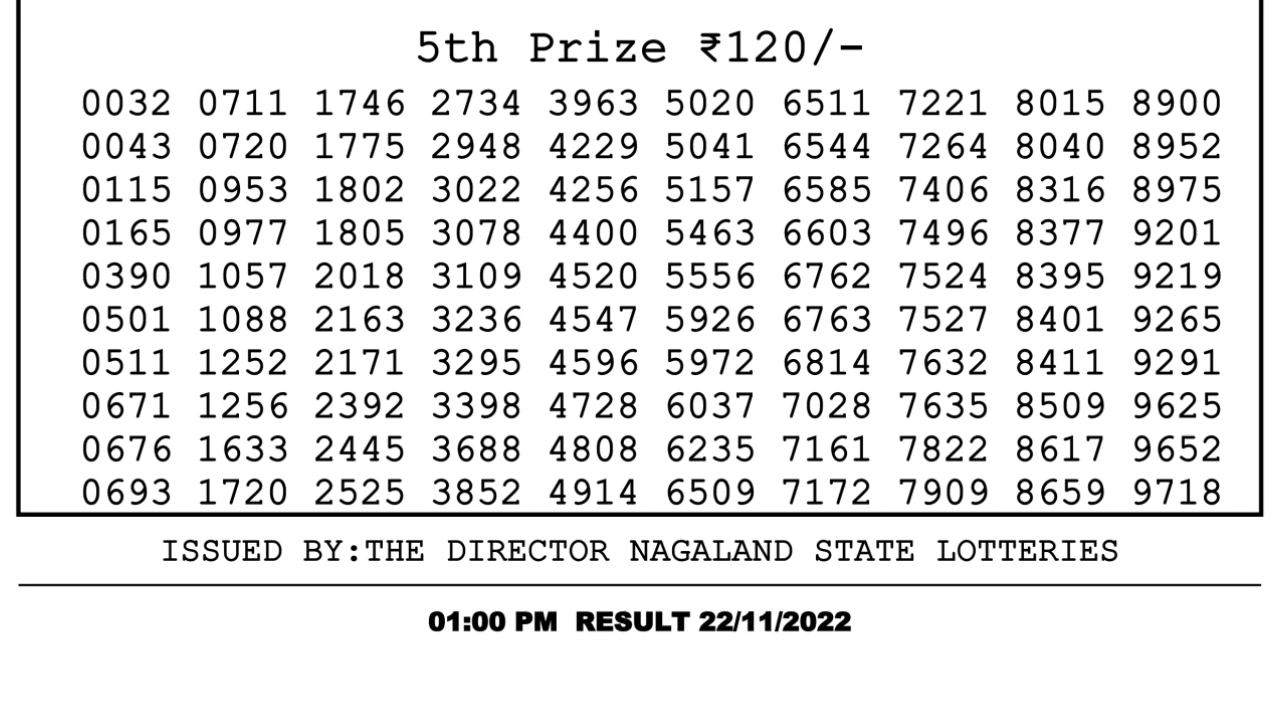 5th Prize ₹120/-
0032 0711 1746 2734 3963 5020 6511 7221 8015 8900
0043 0720 1775 2948 4229 5041 6544 7264 8040 8952
0115 0953 1802 3022 4256 5157 6585 7406 8316 8975
0165 0977 1805 3078 4400 5463 6603 7496 8377 9201
0390 1057 2018 3109 4520 5556 6762 7524 8395 9219
0501 1088 2163 3236 4547 5926 6763 7527 8401 9265
0511 1252 2171 3295 4596 5972 6814 7632 8411 9291
0671 1256 2392 3398 4728 6037 7028 7635 8509 9625
0676 1633 2445 3688 4808 6235 7161 7822 8617 9652
0693 1720 2525 3852 4914 6509 7172 7909 8659 9718
ISSUED BY:THE DIRECTOR NAGALAND STATE LOTTERIES
01:00 PM RESULT 22/11/2022